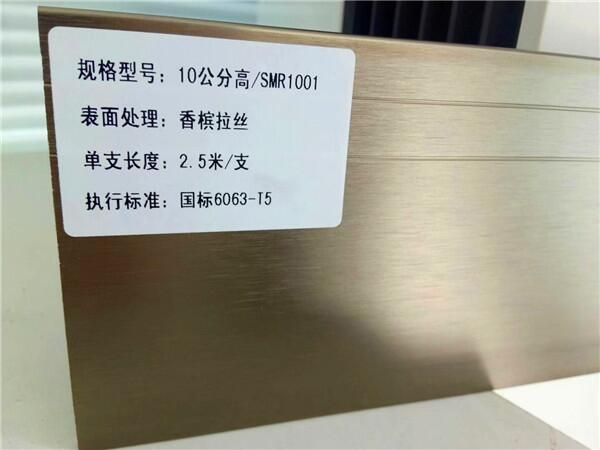 规格型号：10公分高/SMR1001
表面处理：香槟拉丝
单支长度：2.5米/支
执行标准：国标6063-T5